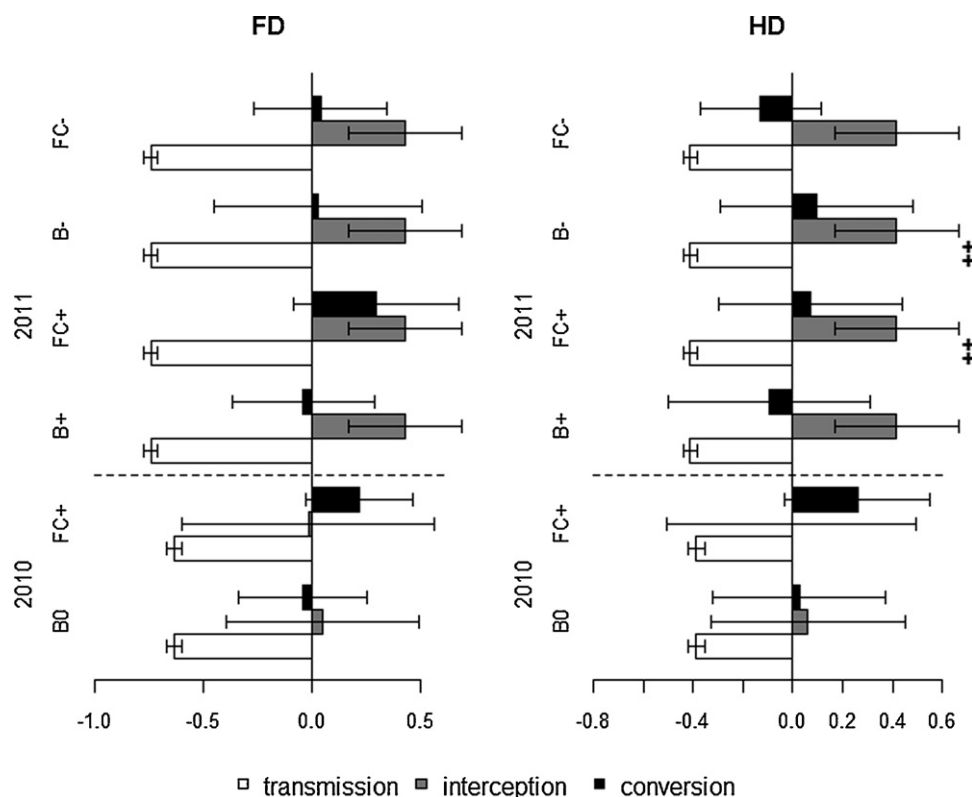 FD
HD
FC-
B-
FC+
B+
2011
FC+
B0
2010
-1.0 -0.5 0.0 0.5
FC-
B-
‡
FC+
‡
B+
2011
FC+
B0
2010
-0.8 -0.4 0.0 0.2 0.4 0.6
transmission interception conversion